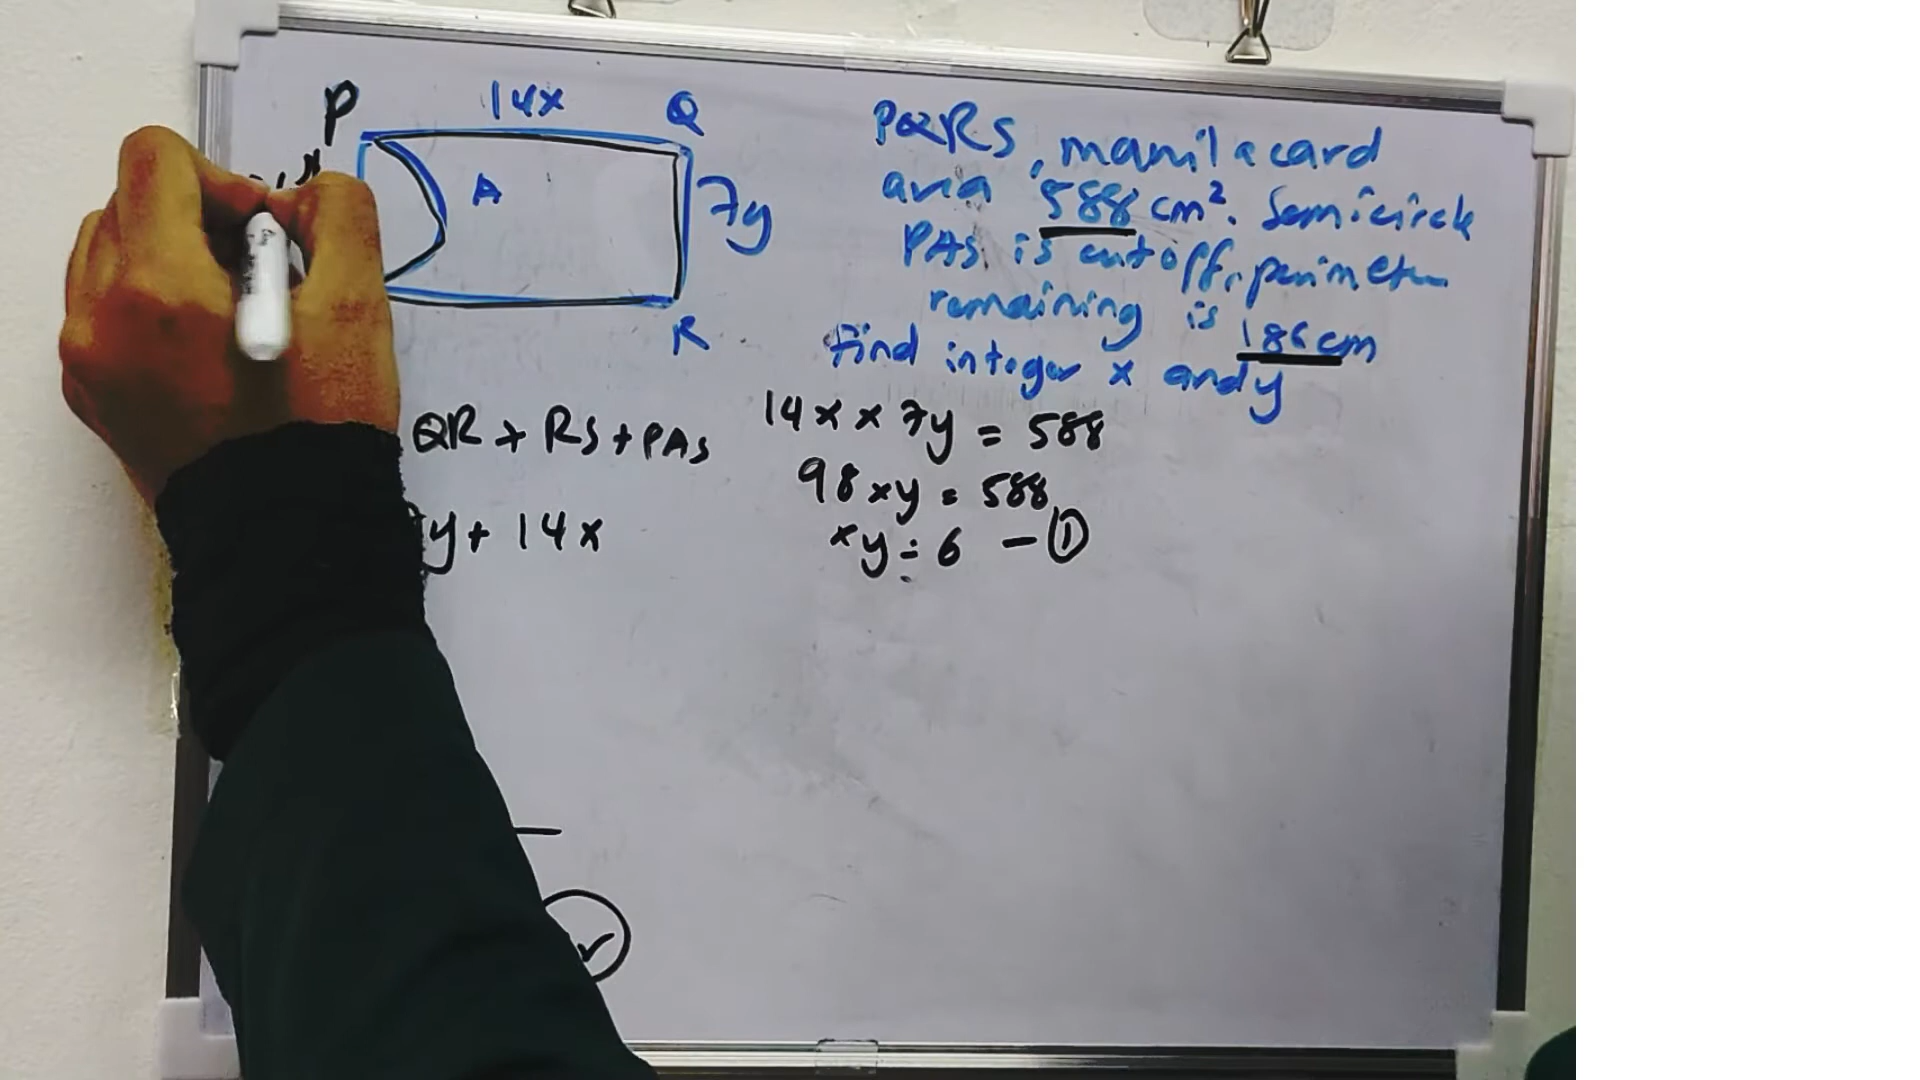 P
14x
Q
A
7y
R
PQRS, manila card
area 588 cm². Semicircle
PAS is cut off, perimeter
remaining is 186 cm
Find integer x and y
QR + RS + PAS
y + 14x
14x × 7y = 588
98xy = 588
xy = 6 — ①